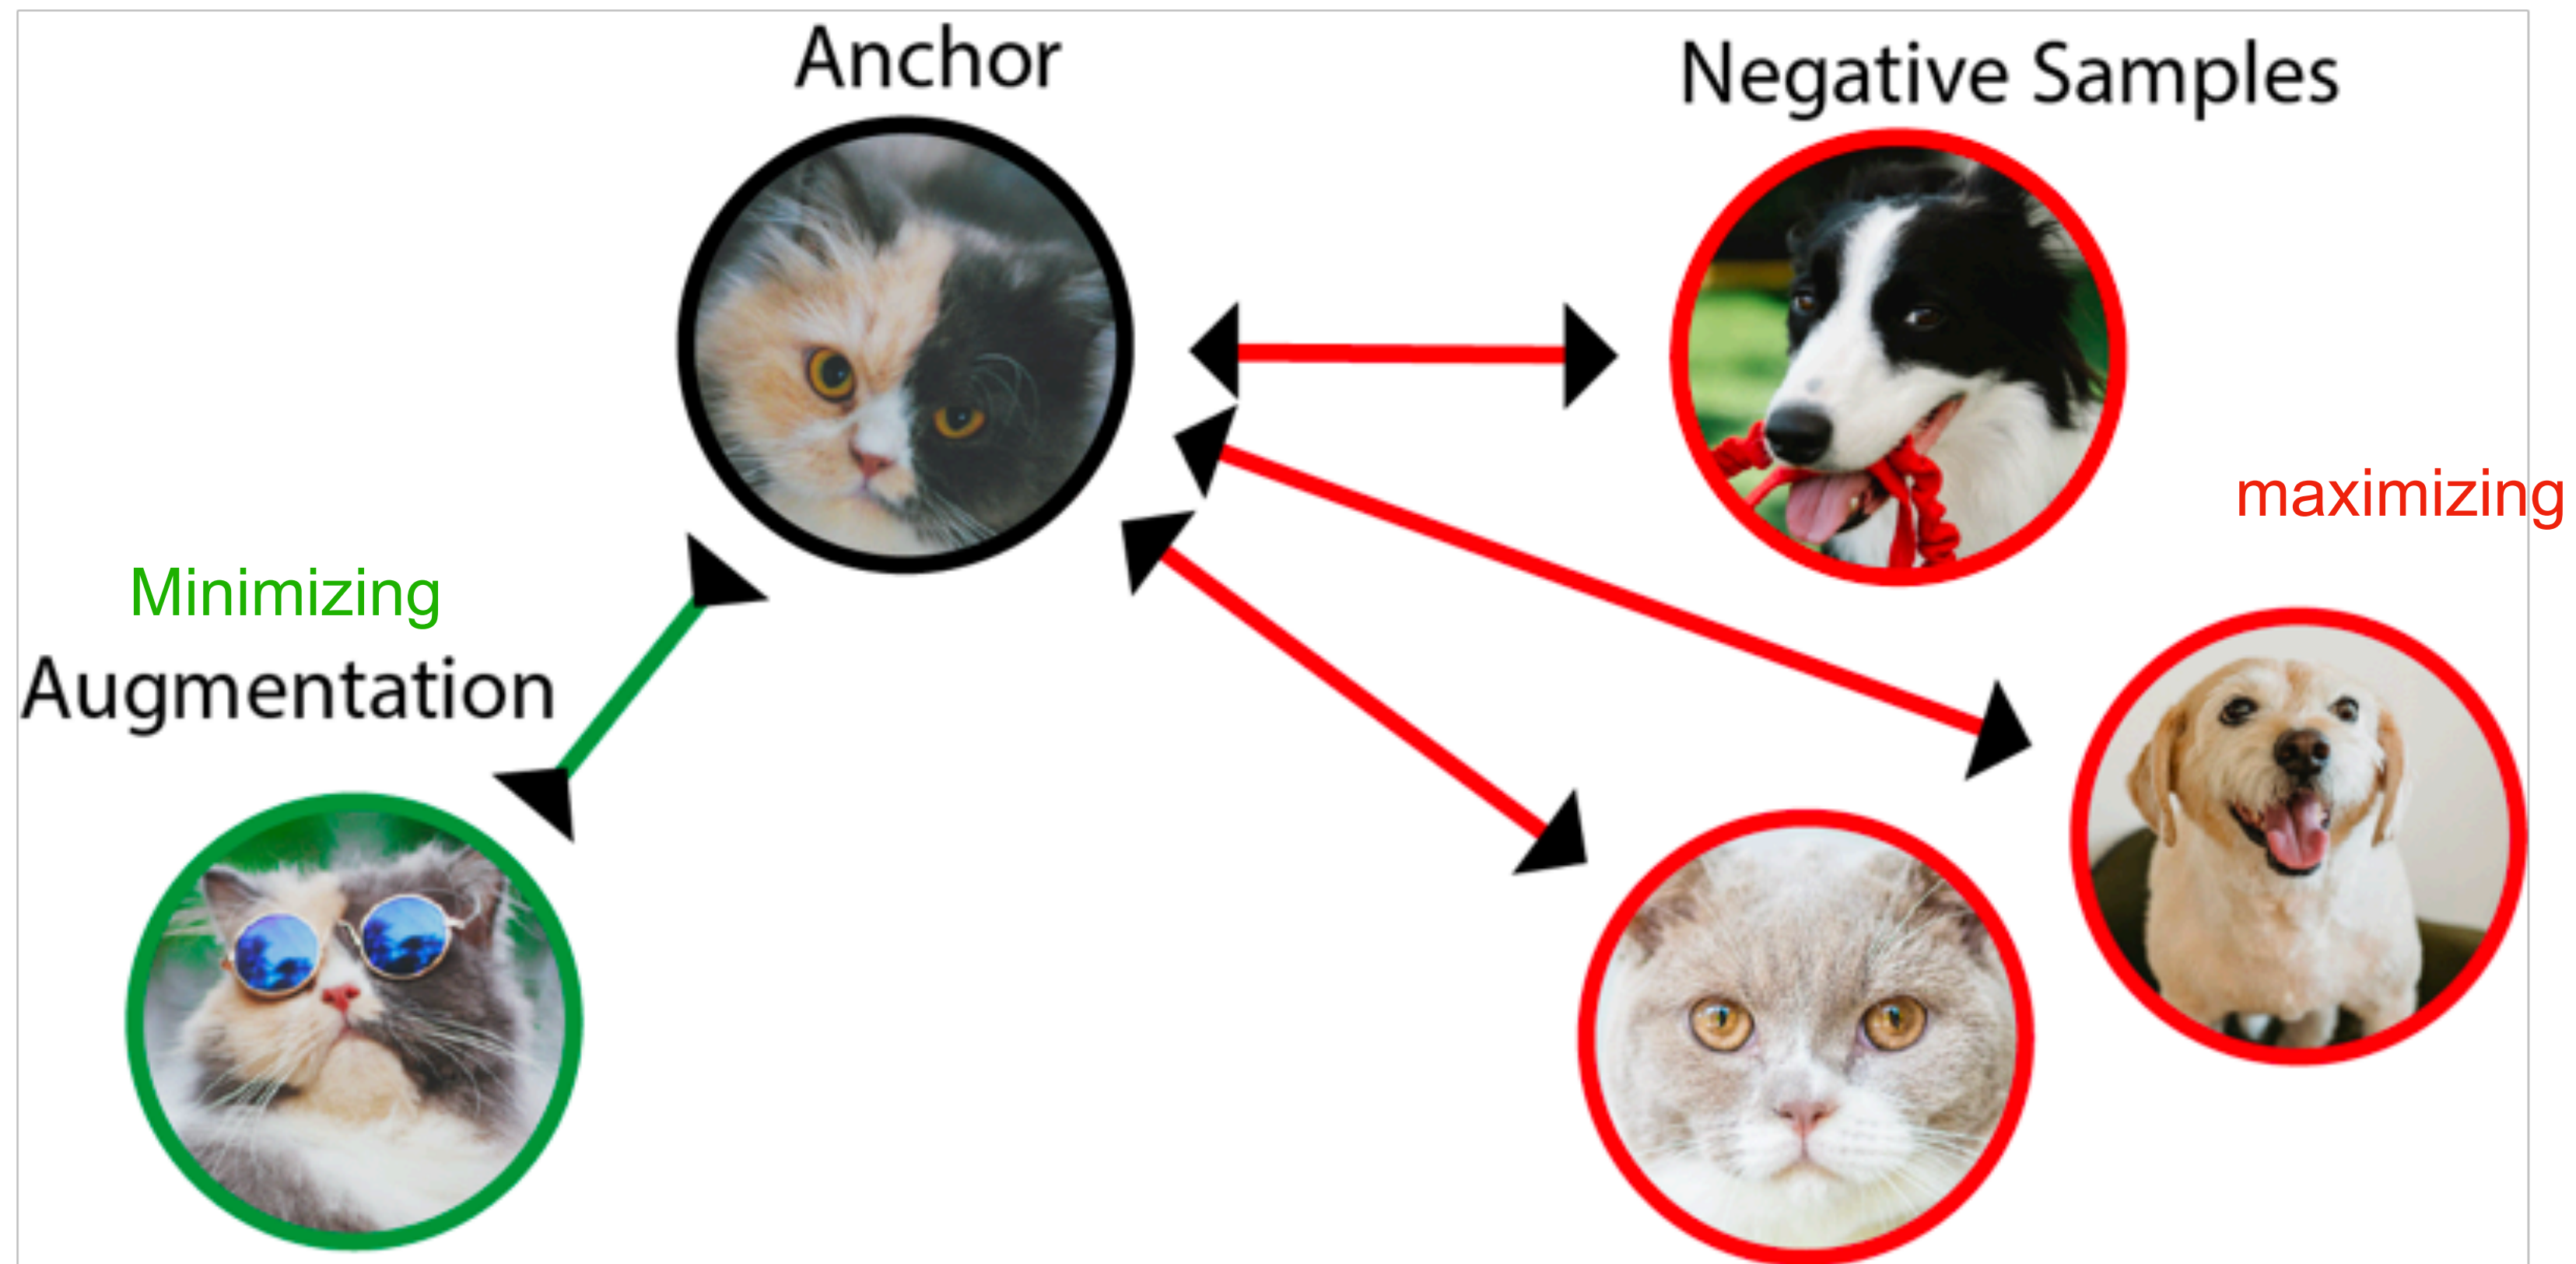 Anchor
Negative Samples
maximizing
Minimizing
Augmentation